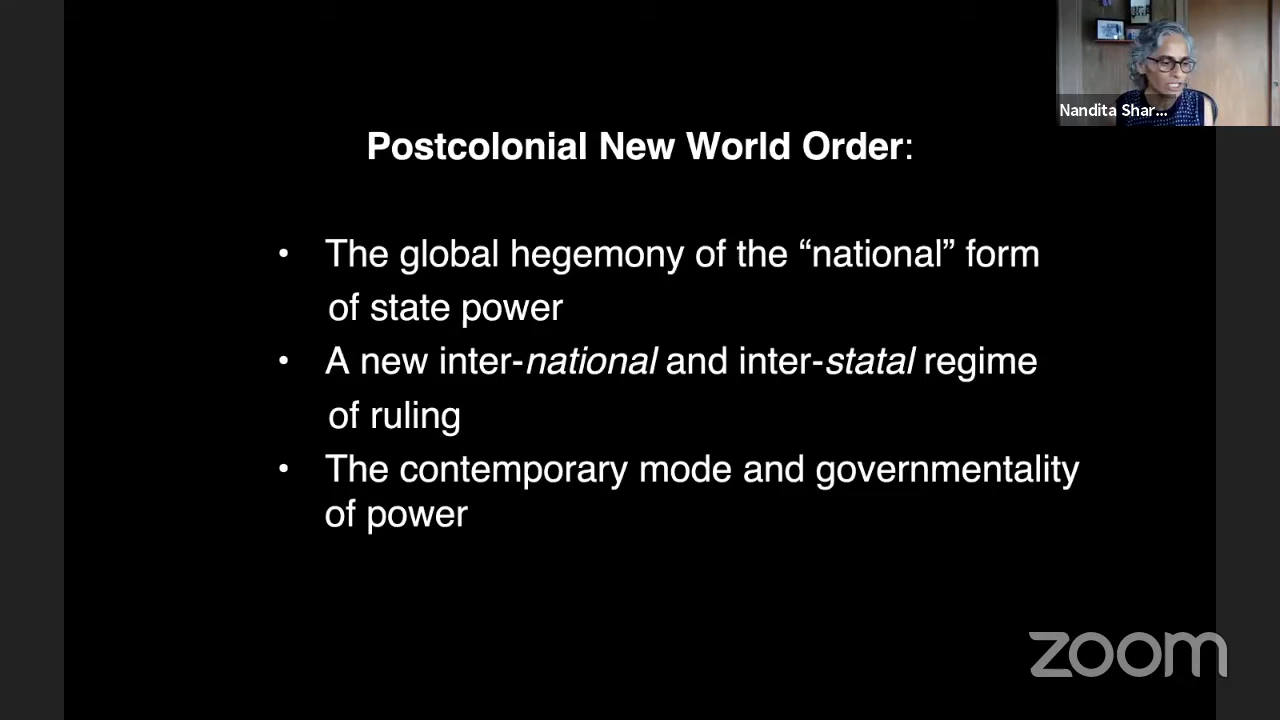 Nandita Shar...
Postcolonial New World Order:
• The global hegemony of the “national” form
of state power
• A new inter-national and inter-statal regime
of ruling
• The contemporary mode and governmentality
of power
zoom